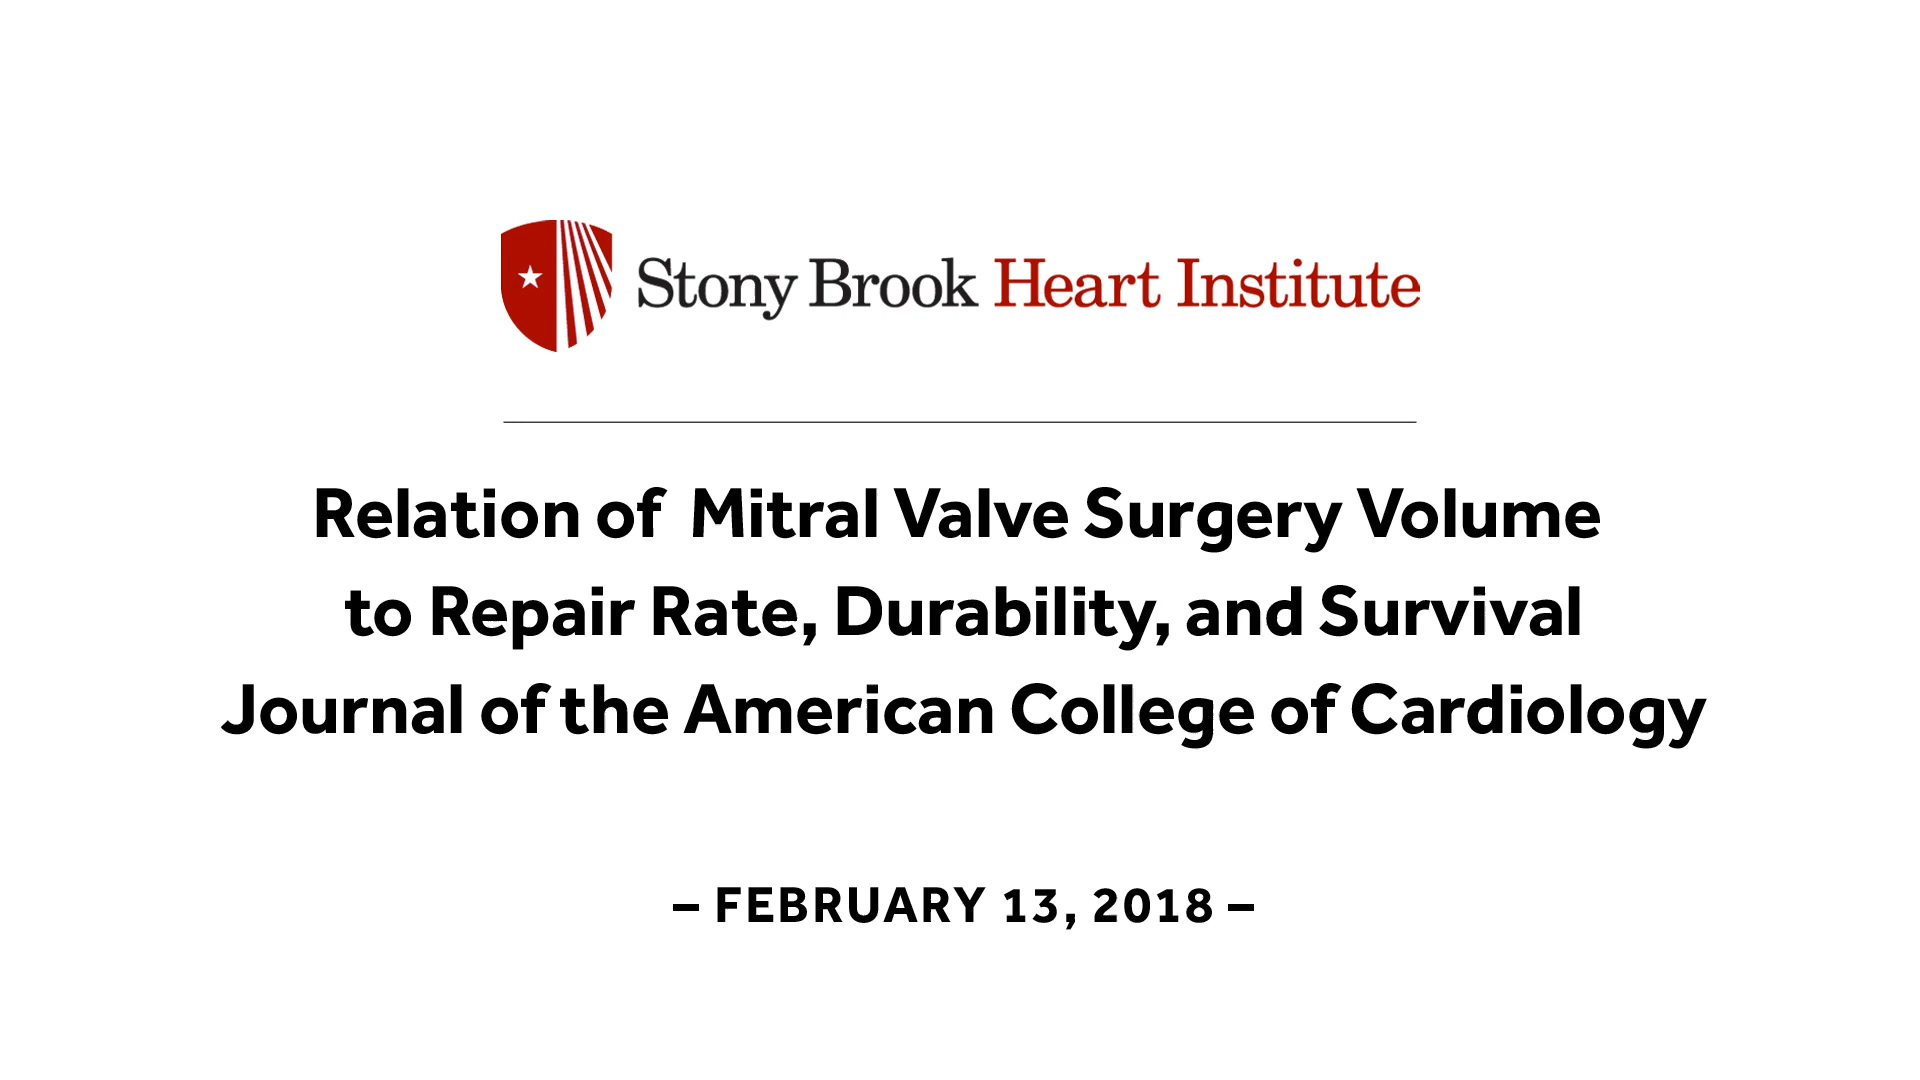 Stony Brook Heart Institute
Relation of Mitral Valve Surgery Volume
to Repair Rate, Durability, and Survival
Journal of the American College of Cardiology
– FEBRUARY 13, 2018 –